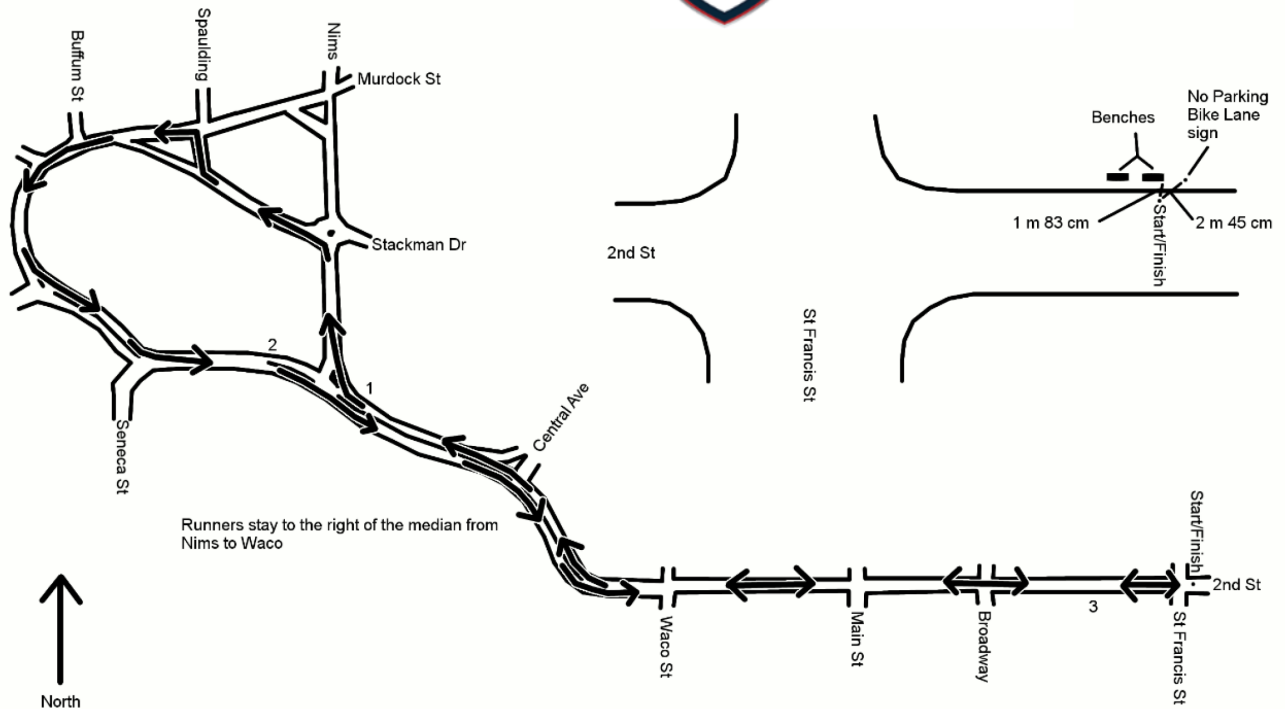 Buffum St
Spaulding
Nims
Murdock St
Stackman Dr
Benches
No Parking
Bike Lane
sign
1 m 83 cm
Start/Finish
2 m 45 cm
2nd St
St Francis St
2
1
Central Ave
Seneca St
Runners stay to the right of the median from
Nims to Waco
North
Waco St
Main St
Broadway
3
St Francis St
Start/Finish
2nd St